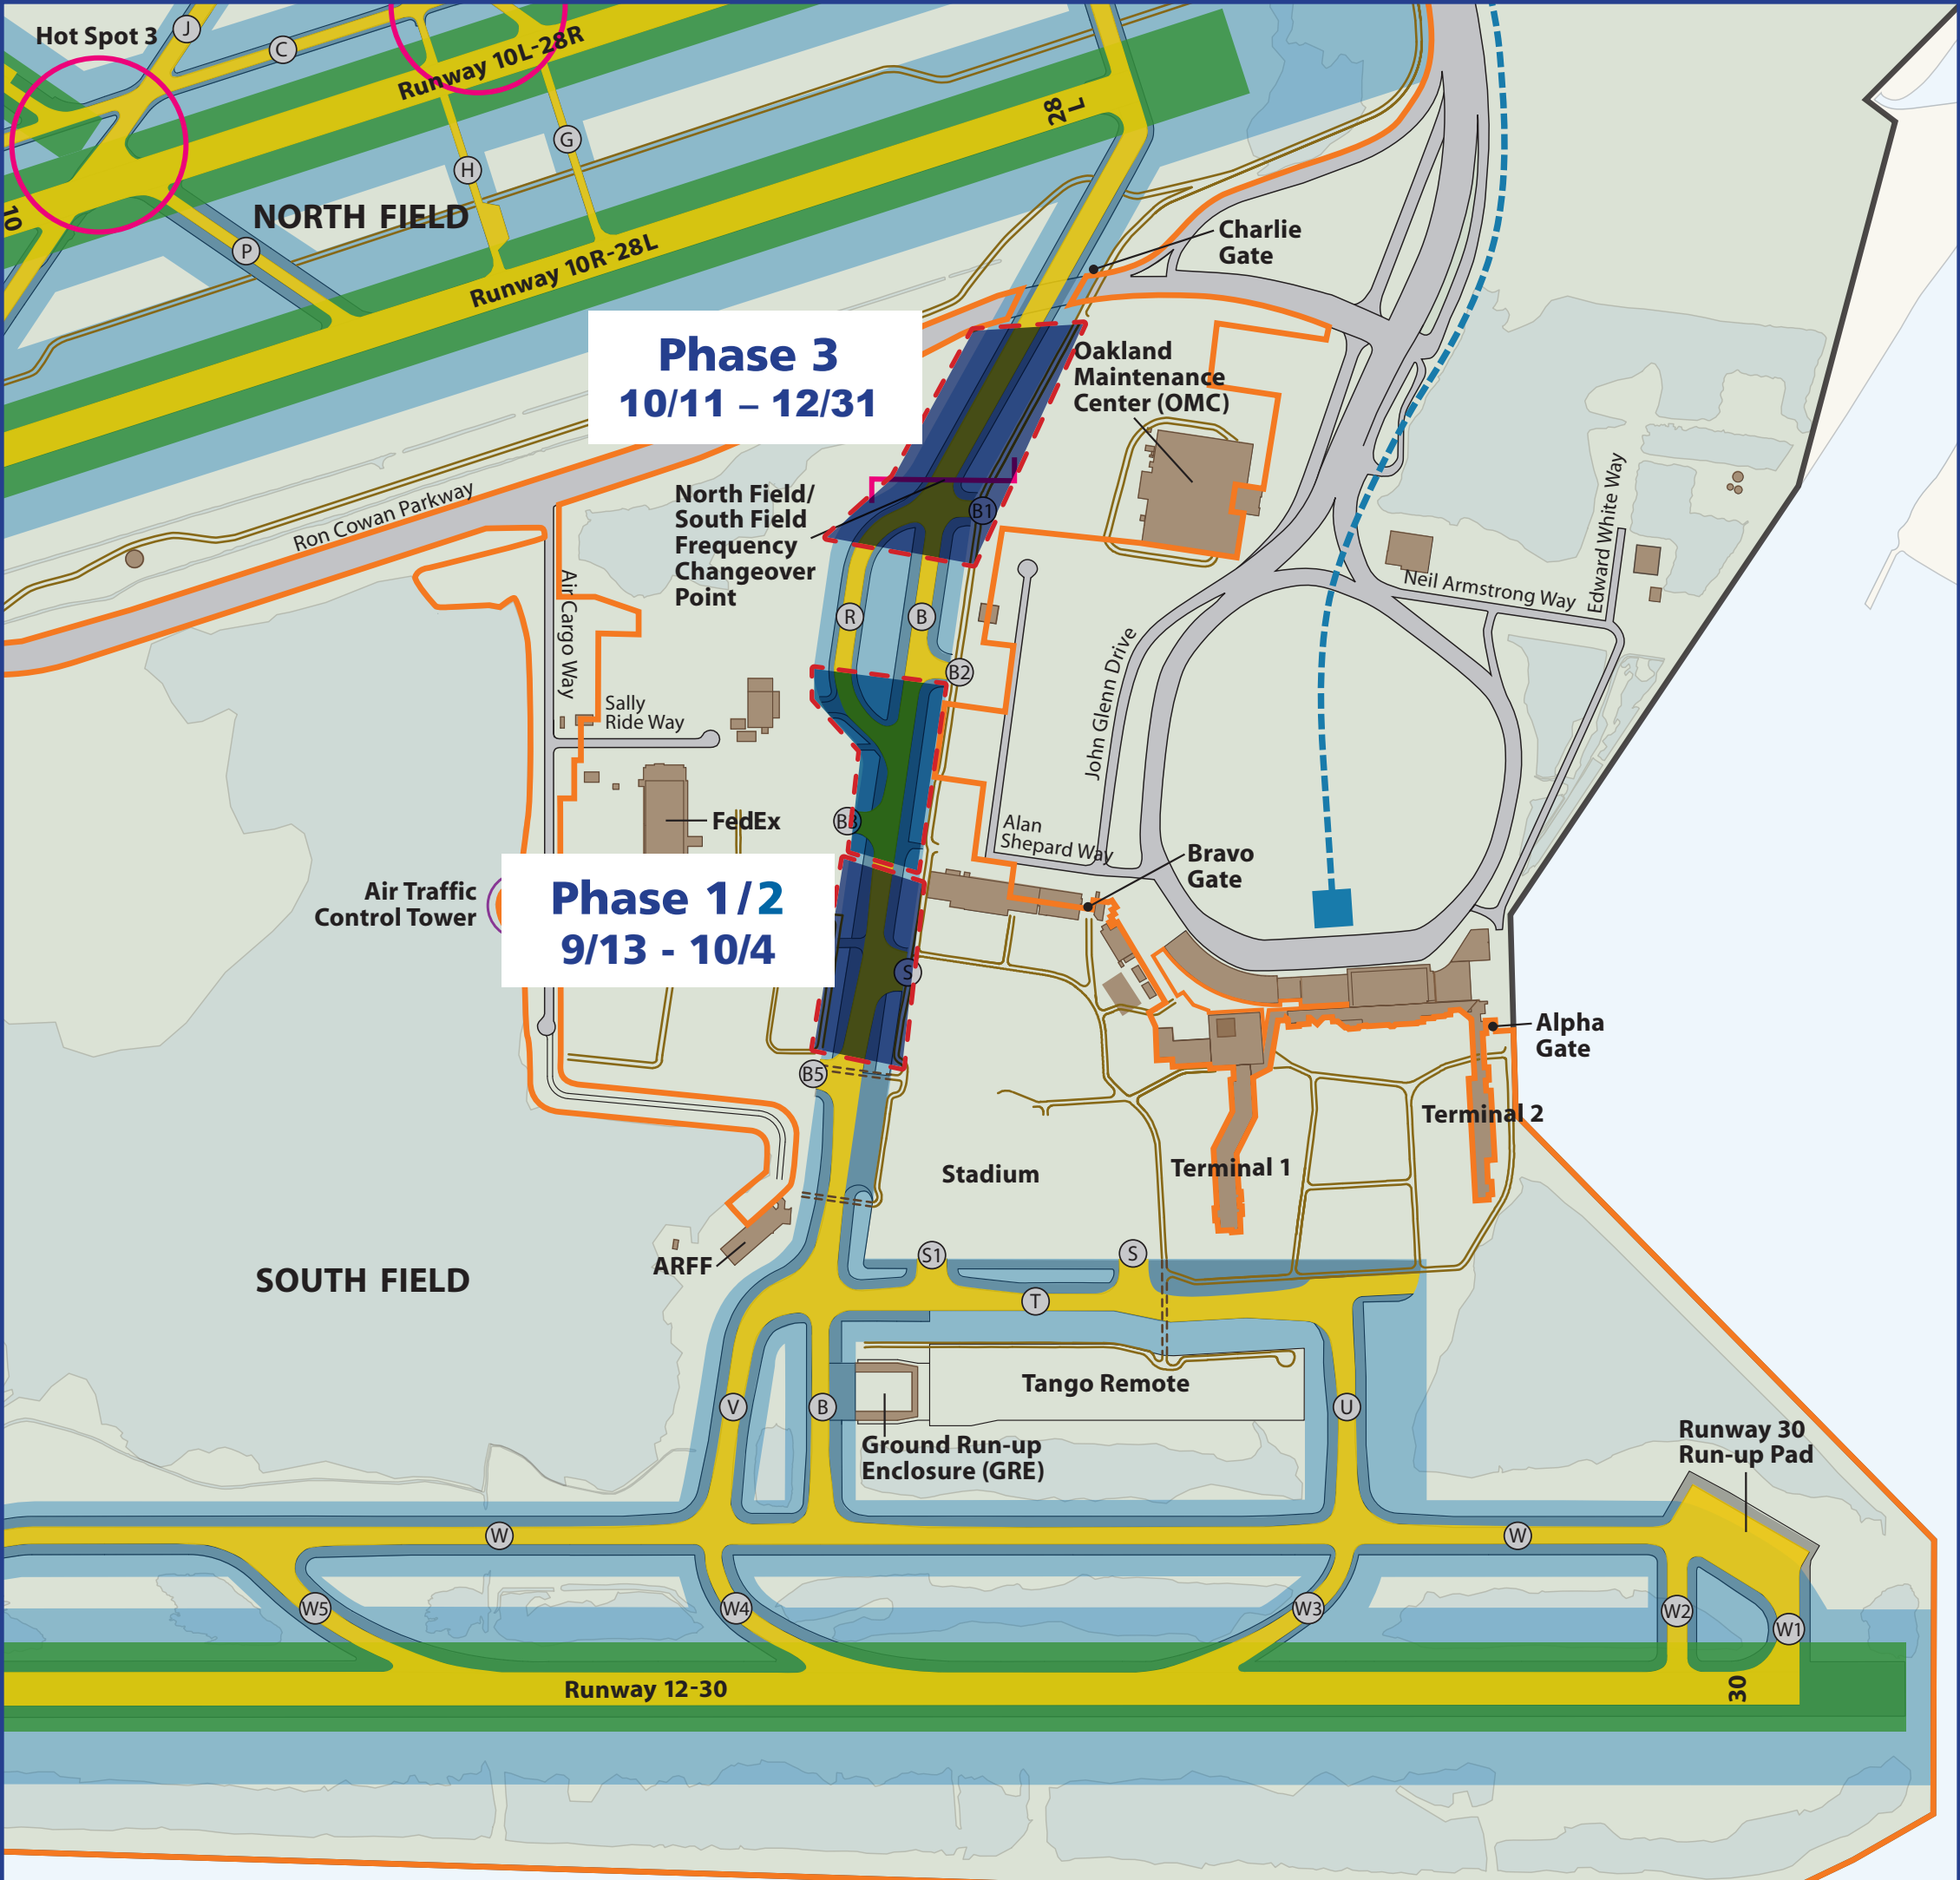 Hot Spot 3
J
C
Runway 10L-28R
28
L
G
H
10
NORTH FIELD
P
Runway 10R-28L
Charlie
Gate
Phase 3
10/11 – 12/31
Oakland
Maintenance
Center (OMC)
North Field/
South Field
Frequency
Changeover
Point
B1
Ron Cowan Parkway
Air Cargo Way
Edward White Way
Neil Armstrong Way
R
B
B2
John Glenn Drive
Sally
Ride Way
FedEx
B3
Alan
Shepard Way
Bravo
Gate
Air Traffic
Control Tower
Phase 1/2
9/13 - 10/4
S
Alpha
Gate
B5
Terminal 2
Stadium
Terminal 1
ARFF
S1
S
SOUTH FIELD
T
Tango Remote
V
B
U
Ground Run-up
Enclosure (GRE)
Runway 30
Run-up Pad
W
W
W5
W4
W3
W2
W1
Runway 12-30
30